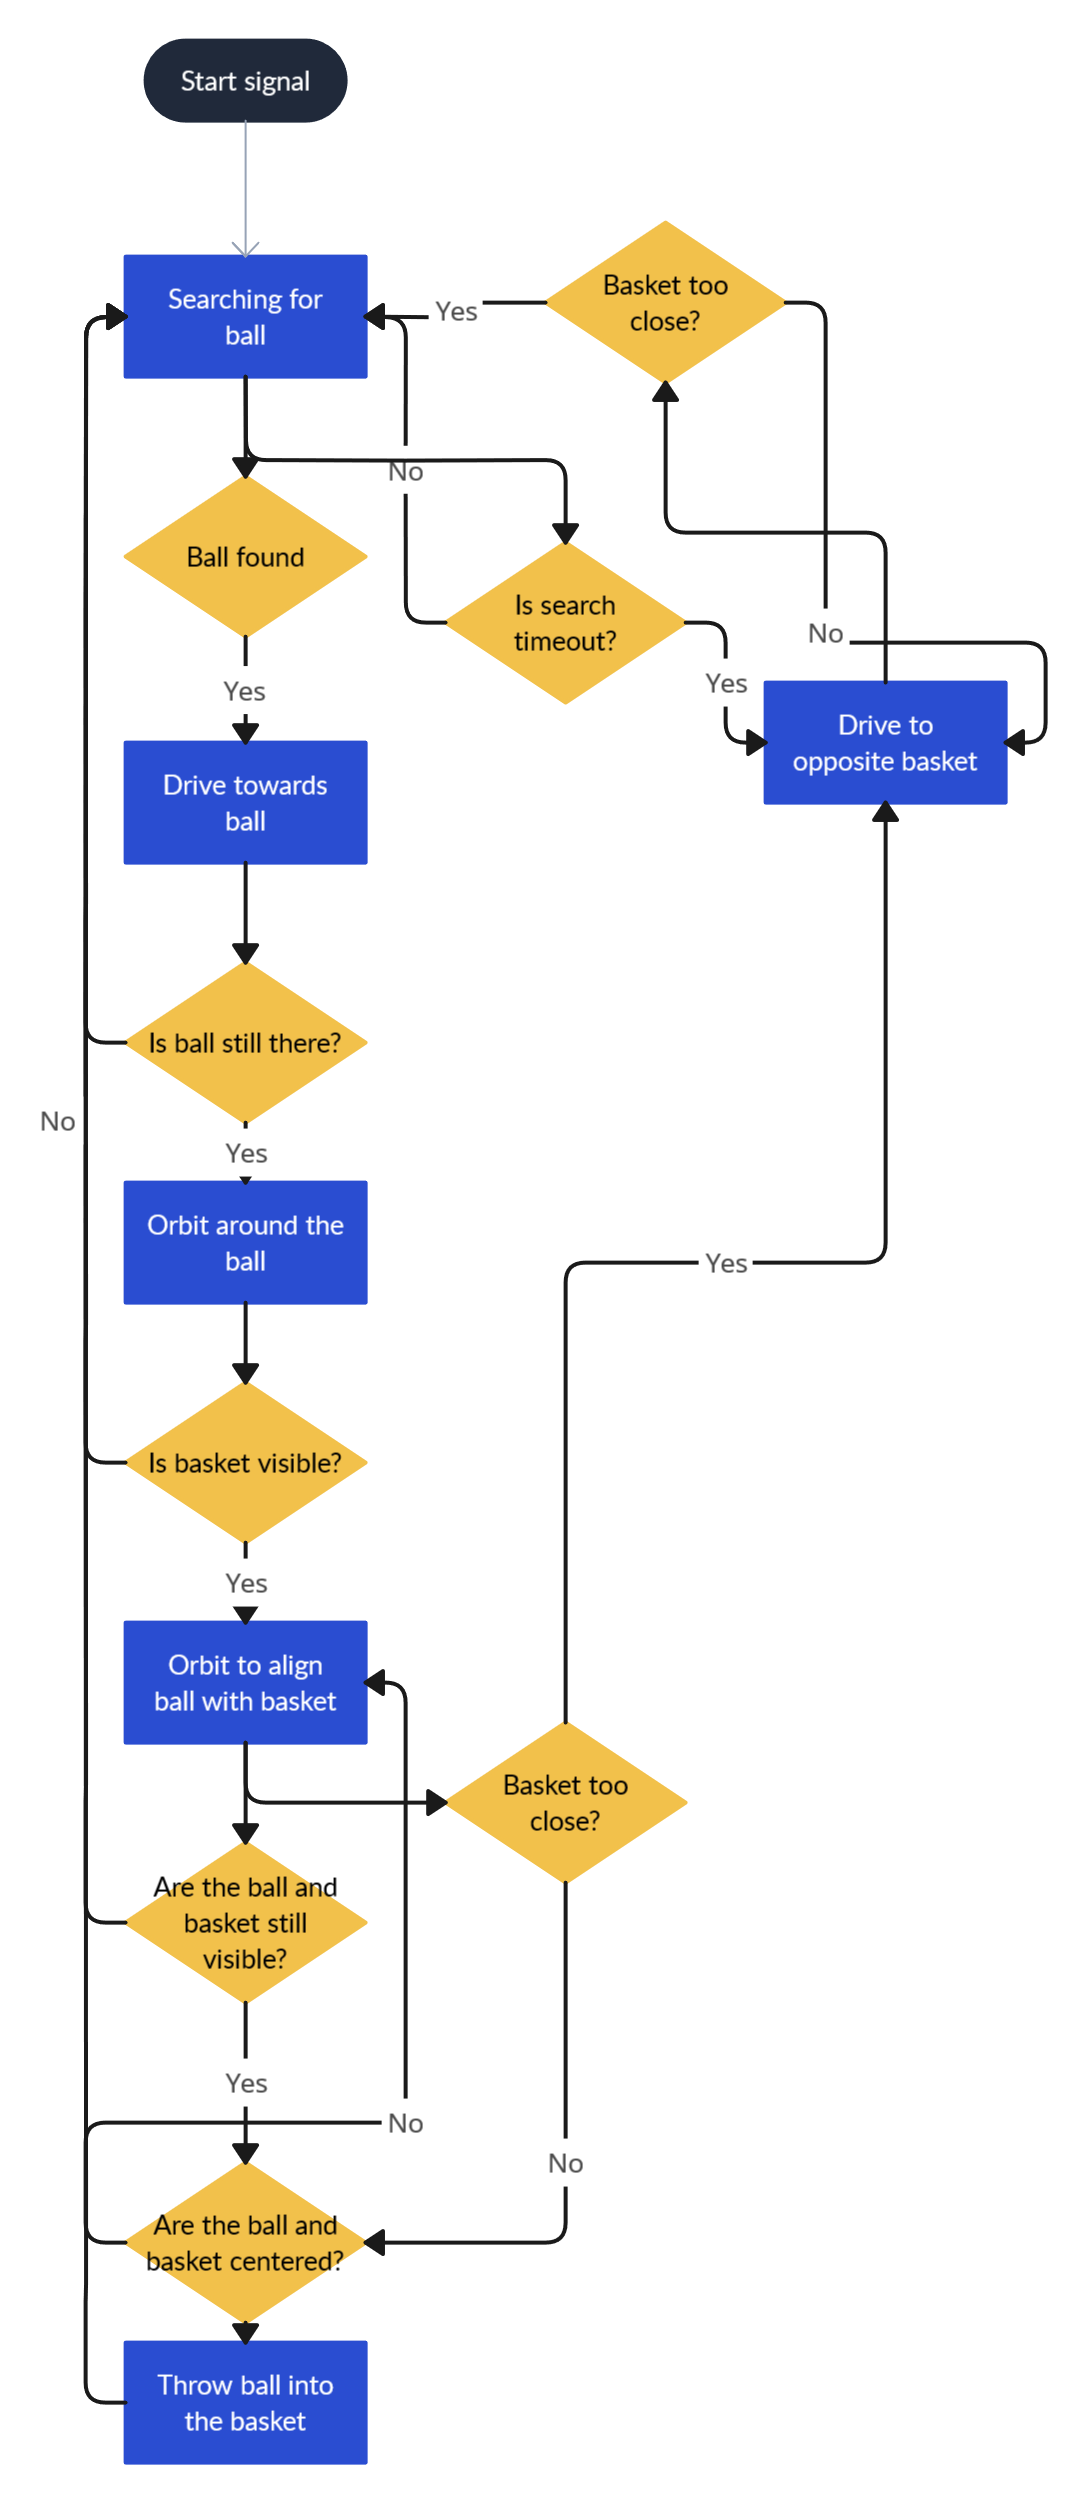 Start signal
Searching for
ball
Yes
Basket too
close?
No
Ball found
Is search
timeout?
No
Yes
Yes
Drive to
opposite basket
Drive towards
ball
Is ball still there?
No
Yes
Orbit around the
ball
Yes
Is basket visible?
Yes
Orbit to align
ball with basket
Basket too
close?
Are the ball and
basket still
visible?
Yes
No
No
Are the ball and
basket centered?
Throw ball into
the basket